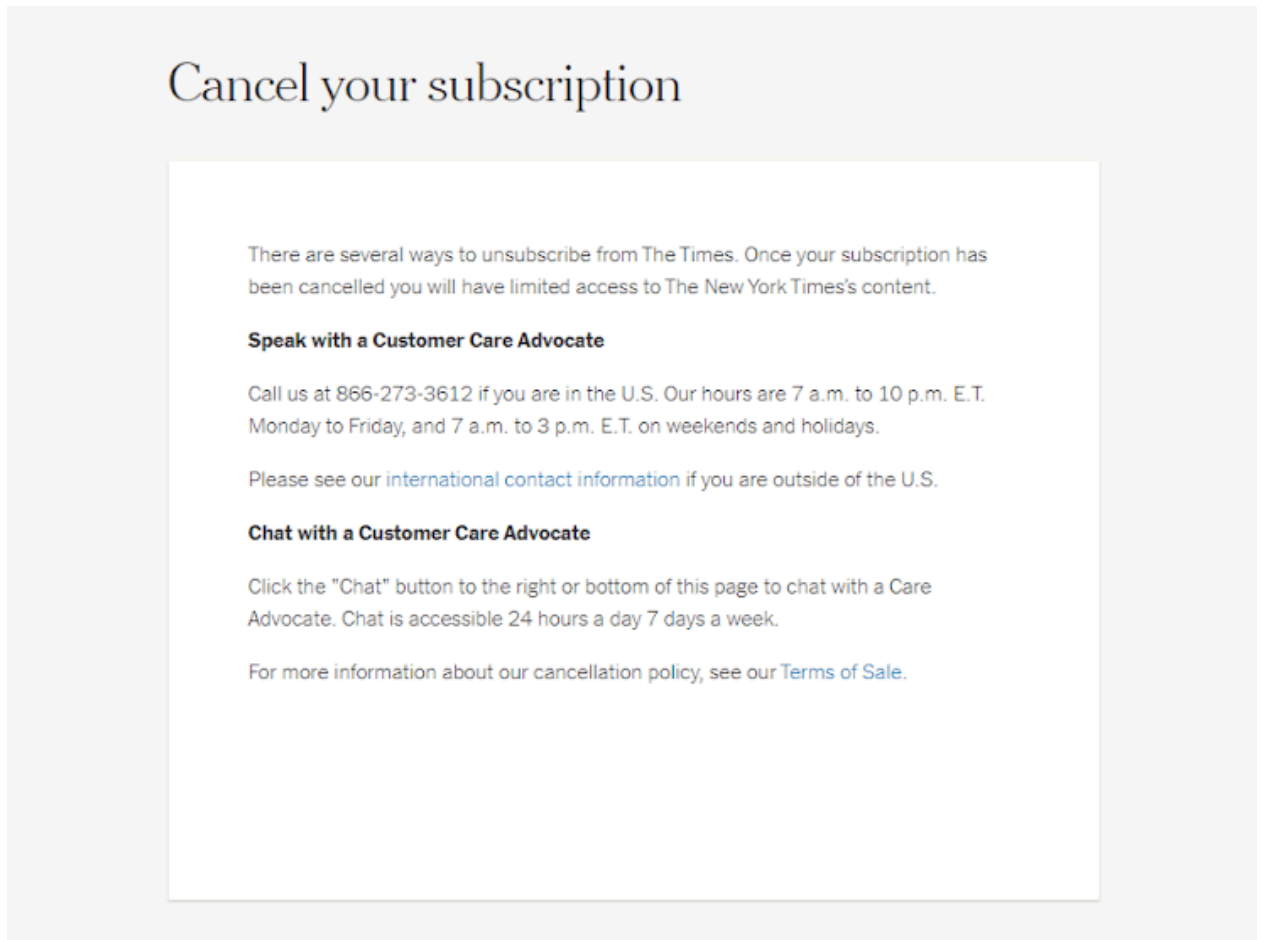 Cancel your subscription
There are several ways to unsubscribe from The Times. Once your subscription has
been cancelled you will have limited access to The New York Times's content.
Speak with a Customer Care Advocate
Call us at 866-273-3612 if you are in the U.S. Our hours are 7 a.m. to 10 p.m. E.T.
Monday to Friday, and 7 a.m. to 3 p.m. E.T. on weekends and holidays.
Please see our international contact information if you are outside of the U.S.
Chat with a Customer Care Advocate
Click the "Chat" button to the right or bottom of this page to chat with a Care
Advocate. Chat is accessible 24 hours a day 7 days a week.
For more information about our cancellation policy, see our Terms of Sale.